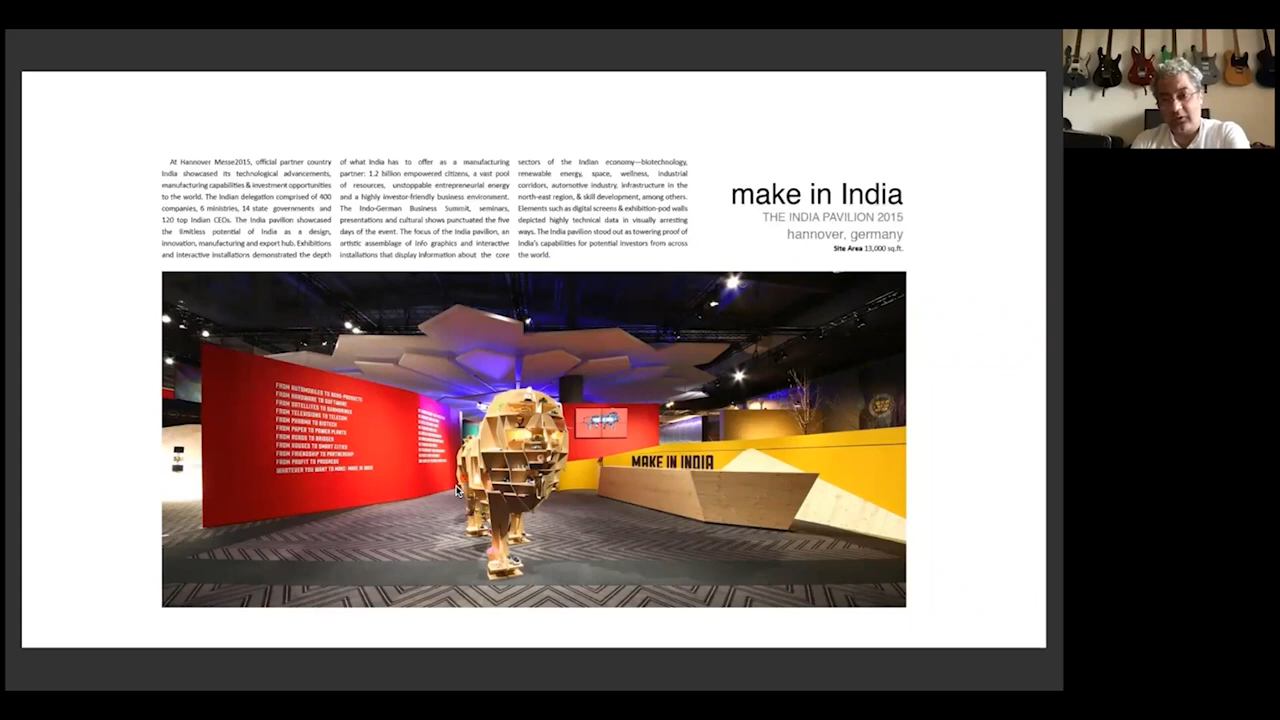 At Hannover Messe2015, official partner country
India showcased its technological advancements,
manufacturing capabilities & investment opportunities
to the world. The Indian delegation comprised of 400
companies, 6 ministries, 14 state governments and
120 top Indian CEOs. The India pavilion showcased
the limitless potential of India as a design,
innovation, manufacturing and export hub. Exhibitions
and interactive installations demonstrated the depth
of what India has to offer as a manufacturing
partner: 1.2 billion empowered citizens, a vast pool
of resources, unstoppable entrepreneurial energy
and a highly investor-friendly business environment.
The Indo-German Business Summit, seminars,
presentations and cultural shows punctuated the five
days of the event. The focus of the India pavilion, an
artistic assemblage of info graphics and interactive
installations that display information about the core
sectors of the Indian economy—biotechnology,
renewable energy, space, wellness, industrial
corridors, automotive industry, infrastructure in the
north-east region, & skill development, among others.
Elements such as digital screens & exhibition-pod walls
depicted highly technical data in visually arresting
ways. The India pavilion stood out as towering proof of
India's capabilities for potential investors from across
the world.
make in India
THE INDIA PAVILION 2015
hannover, germany
Site Area 13,000 sq.ft.
FROM AUTOMOBILES TO AGRO-PRODUCTS
FROM HARDWARE TO SOFTWARE
FROM SATELLITES TO SUBMARINES
FROM TELEVISIONS TO TELECOM
FROM PHARMA TO BIOTECH
FROM PAPER TO POWER PLANTS
FROM ROADS TO BRIDGES
FROM HOUSES TO SMART CITIES
FROM FRIENDSHIP TO PARTNERSHIP
FROM PROFIT TO PROGRESS
WHATEVER YOU WANT TO MAKE: MAKE IN INDIA
MAKE IN INDIA